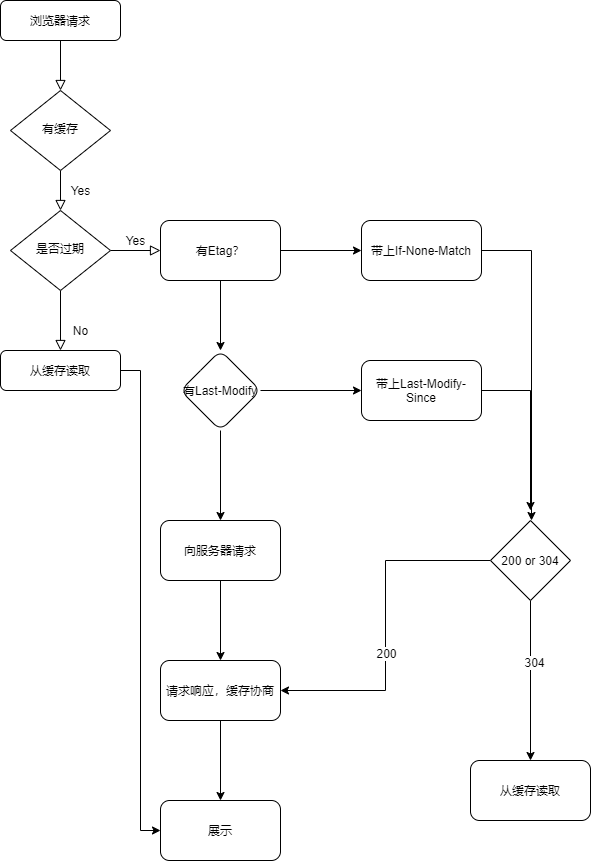 浏览器请求
有缓存
Yes
是否过期
Yes
有Etag?
带上If-None-Match
No
从缓存读取
有Last-Modify
带上Last-Modify-
Since
向服务器请求
200 or 304
200
304
请求响应，缓存协商
从缓存读取
展示